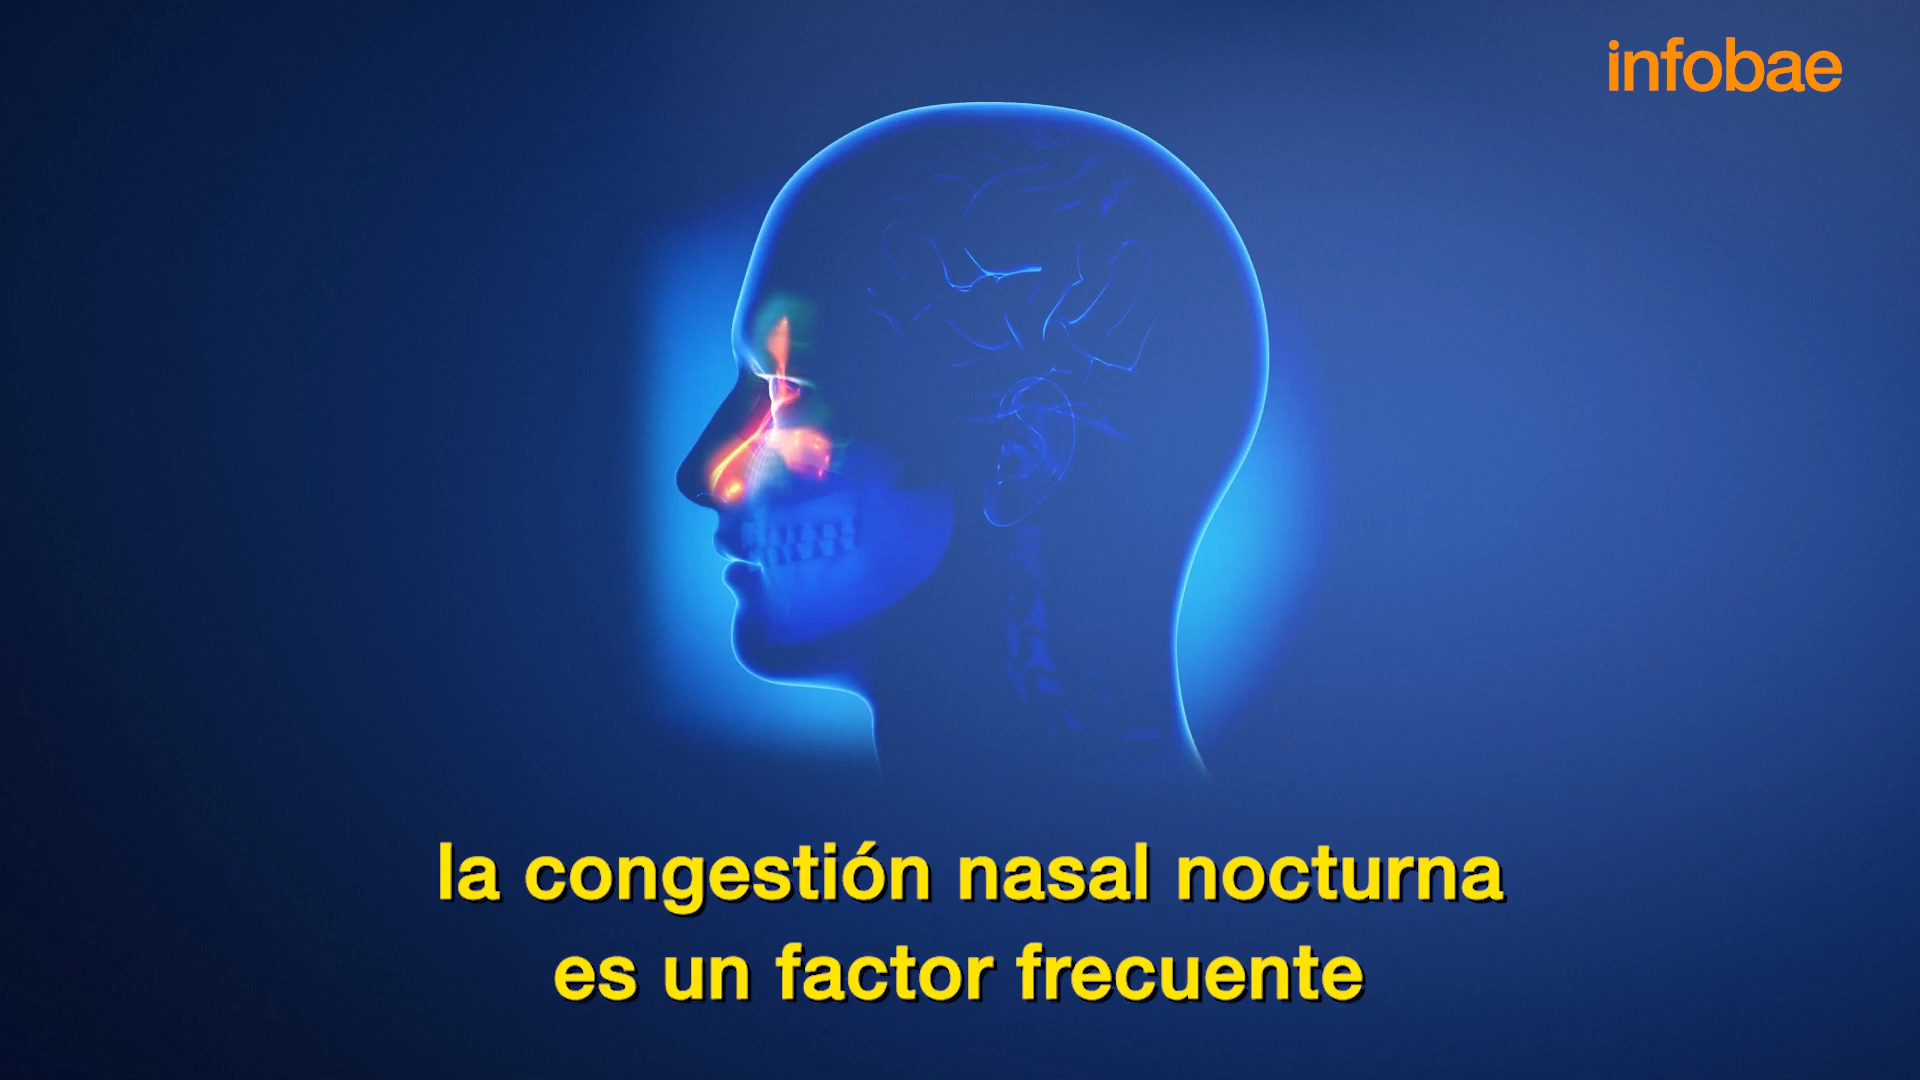 infobae
la congestión nasal nocturna
es un factor frecuente